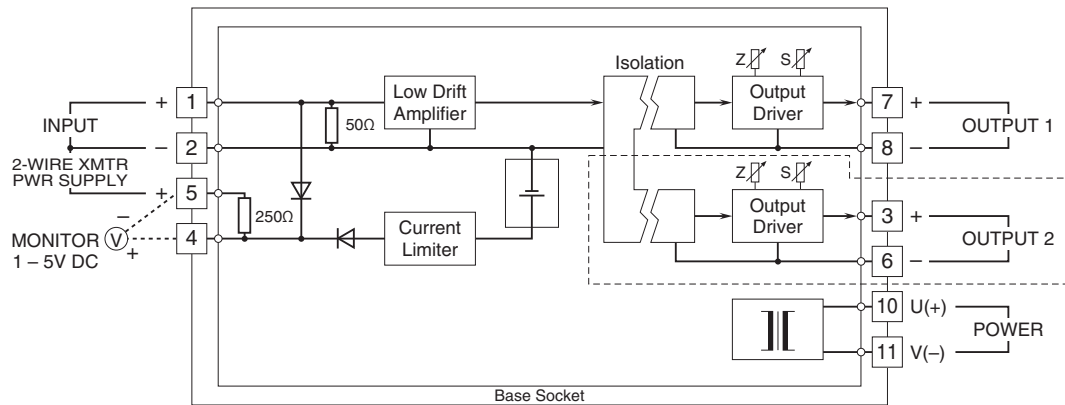 1
+
INPUT
−
2
2-WIRE XMTR
PWR SUPPLY
+
5
−
MONITOR
V
4
+
1 – 5V DC
50Ω
250Ω
Low Drift
Amplifier
Current
Limiter
Isolation
Z
S
Output
Driver
Z
S
Output
Driver
7
+
OUTPUT 1
8
−
3
+
OUTPUT 2
6
−
10
U(+)
POWER
11
V(–)
Base Socket